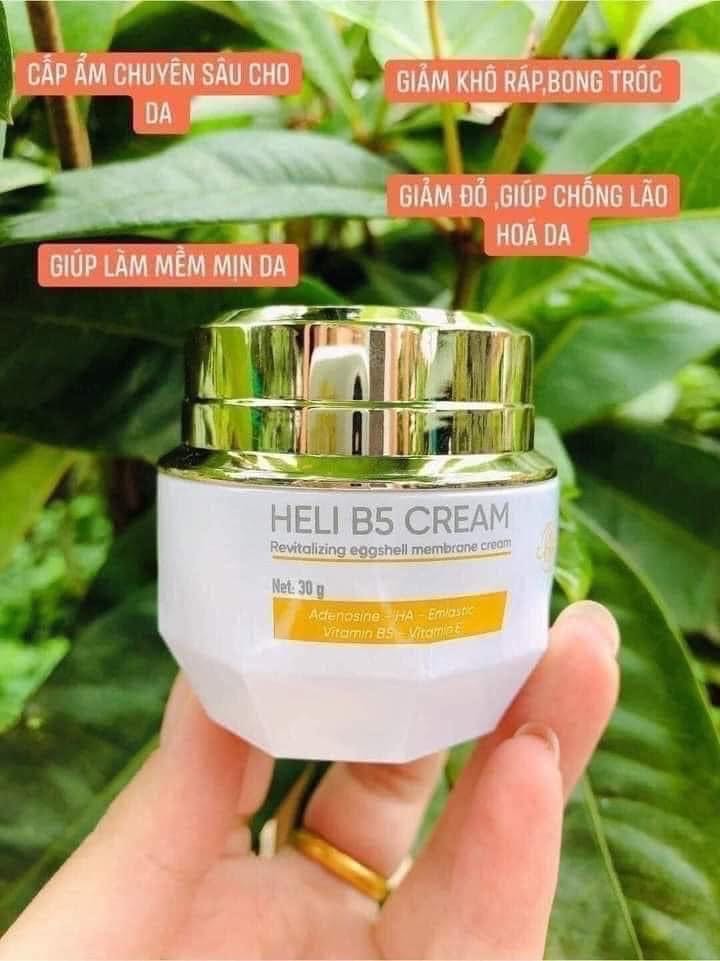 CẤP ẨM CHUYÊN SÂU CHO
DA
GIẢM KHÔ RÁP,BONG TRÓC
GIẢM ĐỎ ,GIÚP CHỐNG LÃO
HOÁ DA
GIÚP LÀM MỀM MỊN DA
HELI B5 CREAM
Revitalizing eggshell membrane cream
Net: 30 g
Adenosine - HA - Emlastic
Vitamin B5 - Vitamin E